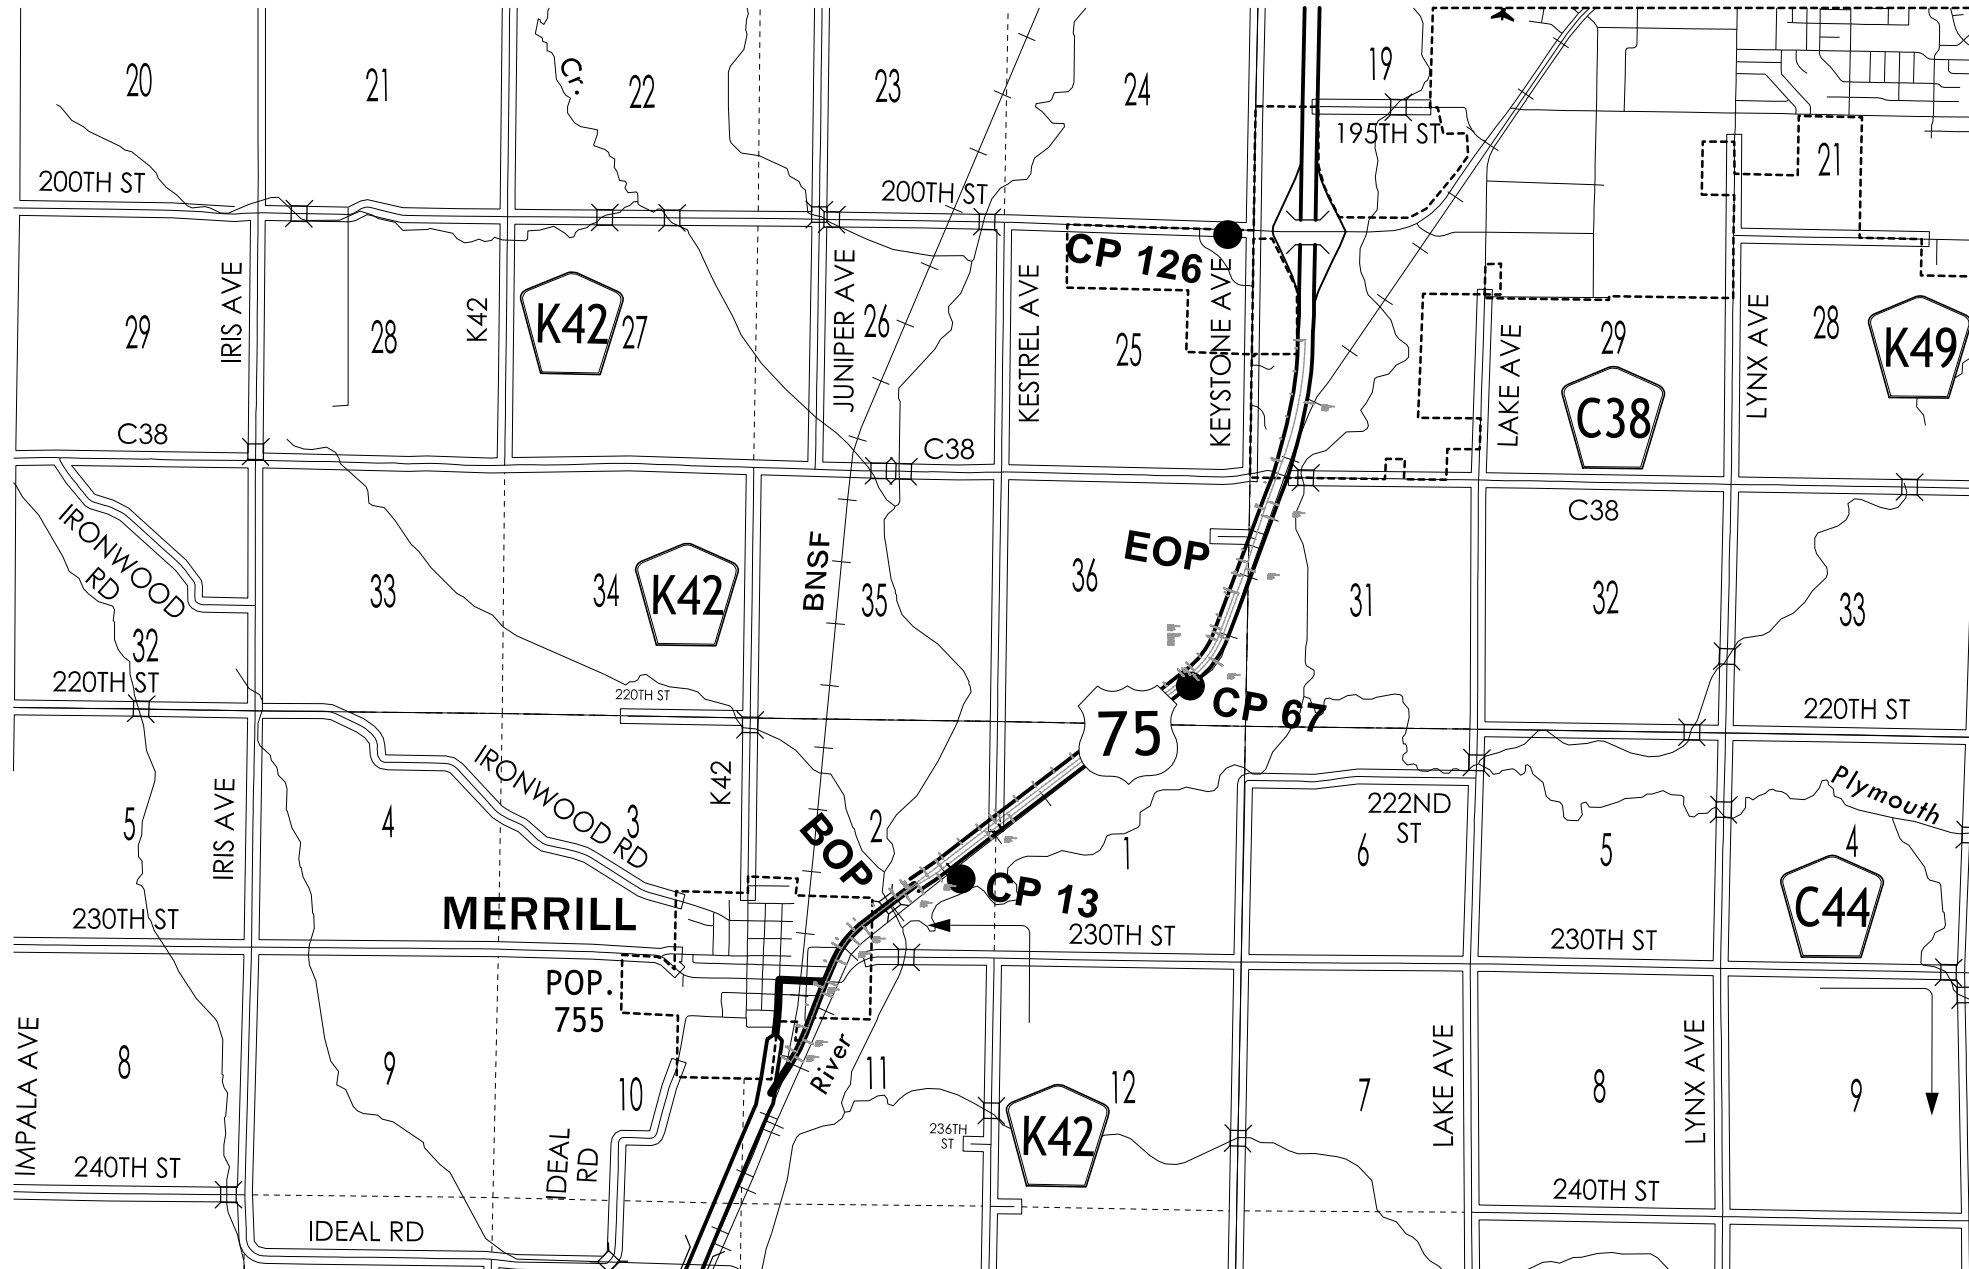 20
21
Cr.
22
23
24
19
195TH ST
21
200TH ST
200TH ST
CP 126
29
IRIS AVE
28
K42
K42
27
JUNIPER AVE
26
KESTREL AVE
25
KEYSTONE AVE
LAKE AVE
29
C38
LYNX AVE
28
K49
C38
C38
C38
IRONWOOD
RD
32
33
34
K42
BNSF
35
36
EOP
31
32
33
220TH ST
220TH ST
75
CP 67
220TH ST
5
IRIS AVE
4
IRONWOOD RD
3
K42
BOP
2
1
222ND
ST
6
5
Plymouth
4
C44
MERRILL
CP 13
230TH ST
230TH ST
230TH ST
POP.
755
IMPALA AVE
8
9
10
IDEAL
RD
River
11
236TH
ST
K42
12
7
LAKE AVE
8
LYNX AVE
9
240TH ST
240TH ST
IDEAL RD